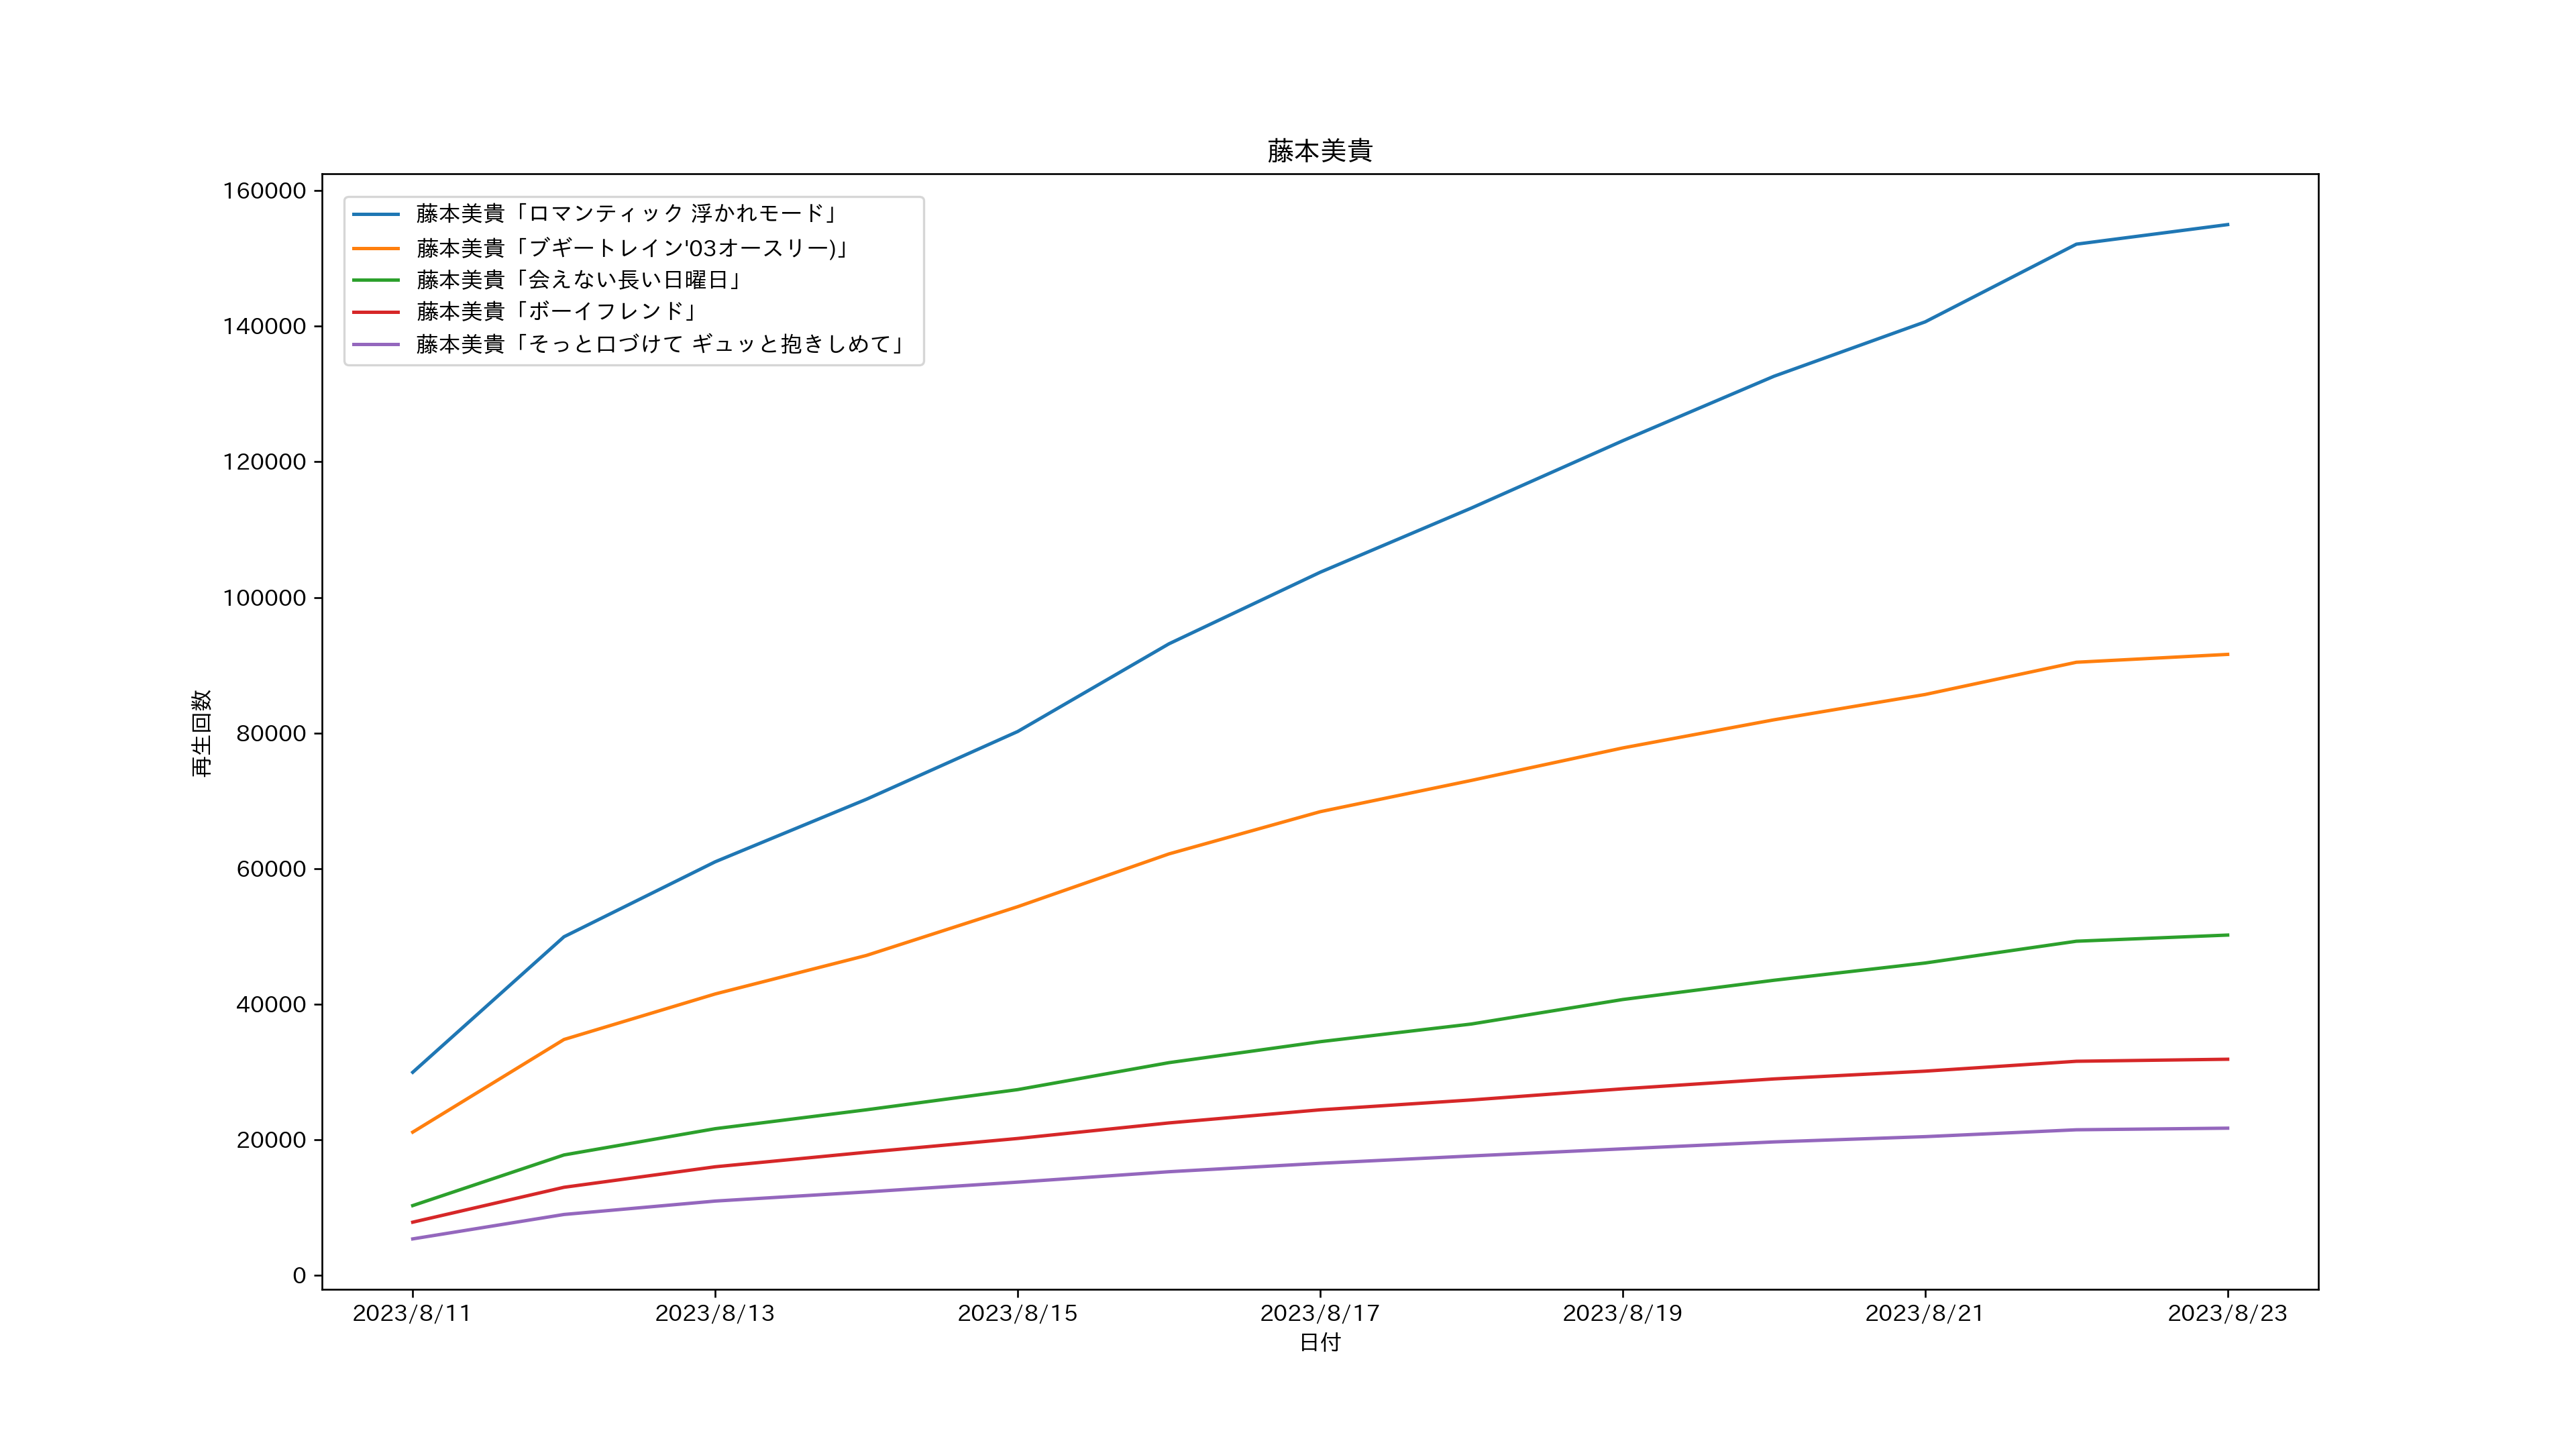 藤本美貴
160000
140000
120000
100000
80000
60000
40000
20000
0
再生回数
藤本美貴「ロマンティック 浮かれモード」
藤本美貴「ブギートレイン'03オースリー)」
藤本美貴「会えない長い日曜日」
藤本美貴「ボーイフレンド」
藤本美貴「そっと口づけて ギュッと抱きしめて」
2023/8/11 2023/8/13 2023/8/15 2023/8/17 2023/8/19 2023/8/21 2023/8/23
日付